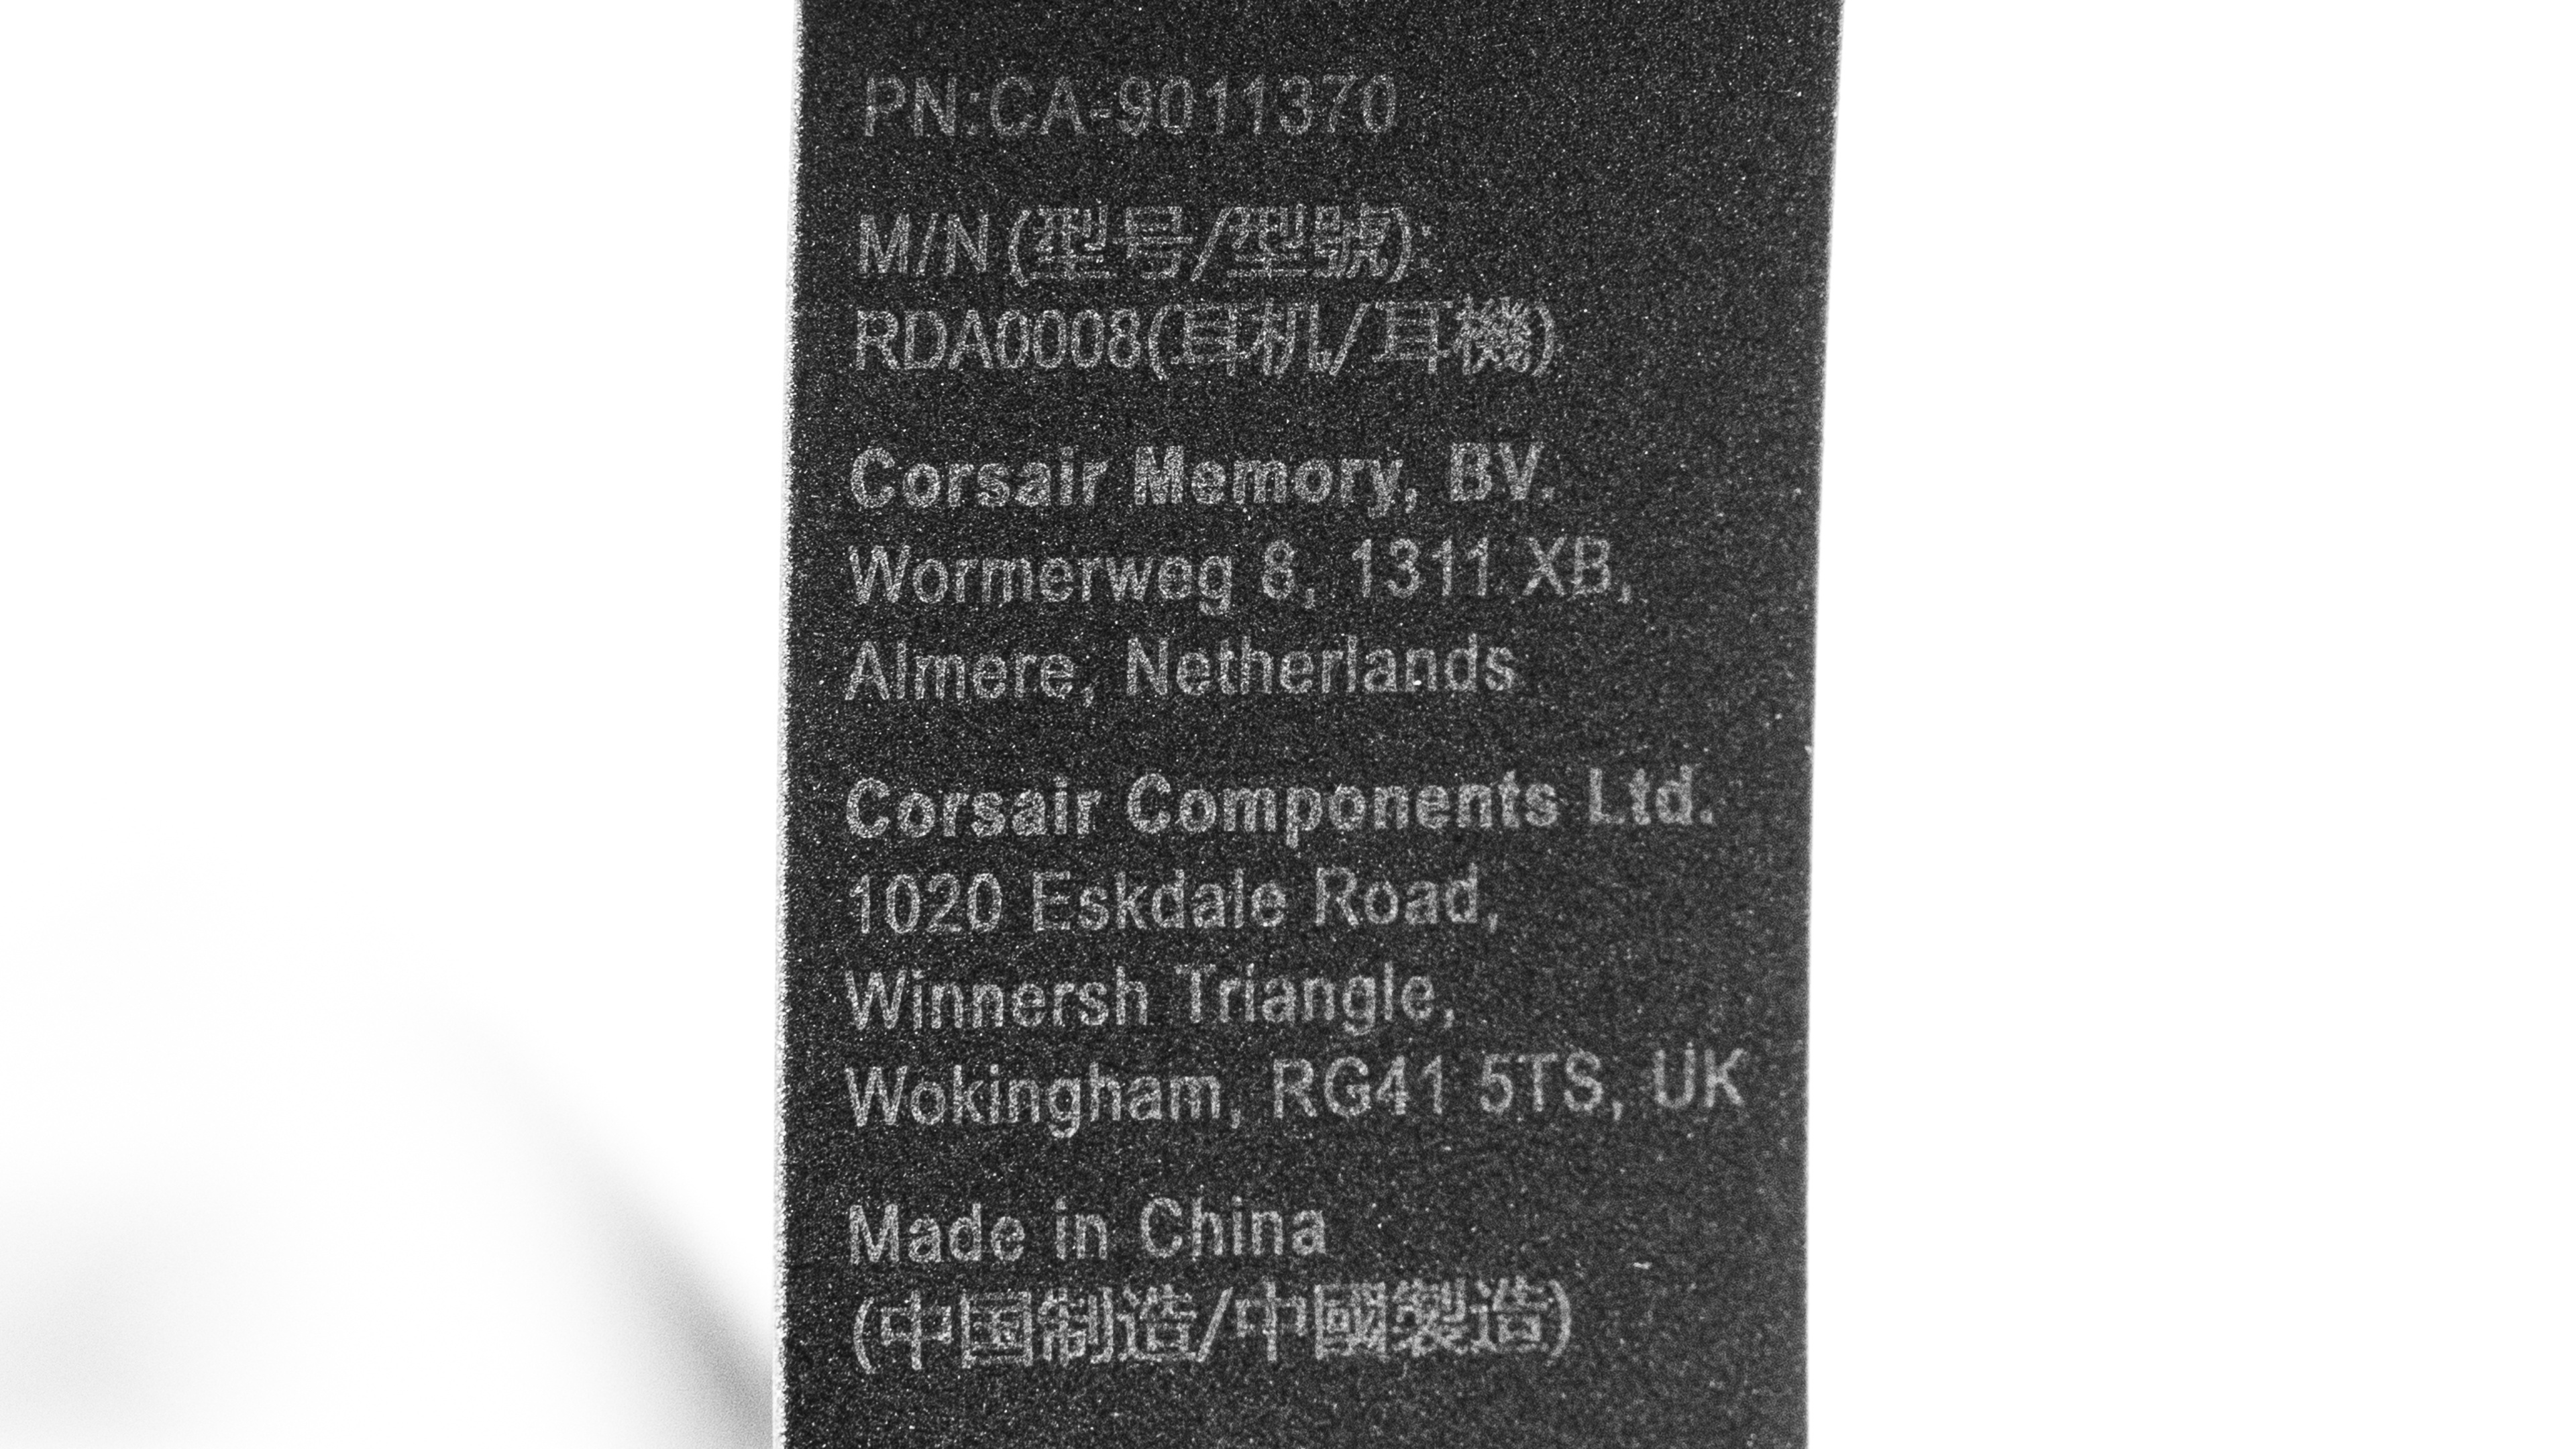 PN:CA-9011370
M/N(型号/型號):
RDA0008(耳机/耳機)
Corsair Memory, BV.
Wormerweg 8, 1311 XB,
Almere, Netherlands
Corsair Components Ltd.
1020 Eskdale Road,
Winnersh Triangle,
Wokingham, RG41 5TS, UK
Made in China
(中国制造/中國製造)